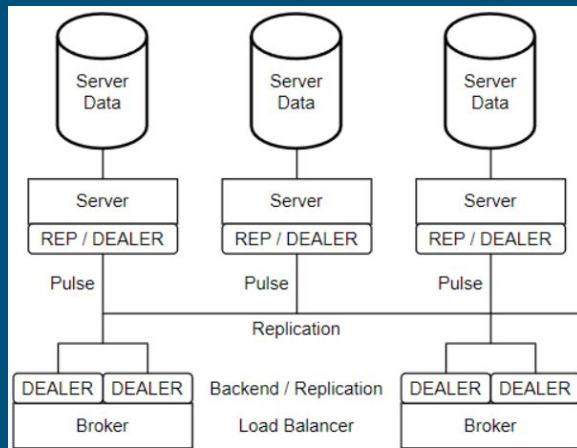 Server
Data
Server
Data
Server
Data
Server
Server
Server
REP / DEALER
REP / DEALER
REP / DEALER
Pulse
Pulse
Pulse
Replication
DEALER DEALER
Backend / Replication
DEALER DEALER
Broker
Load Balancer
Broker